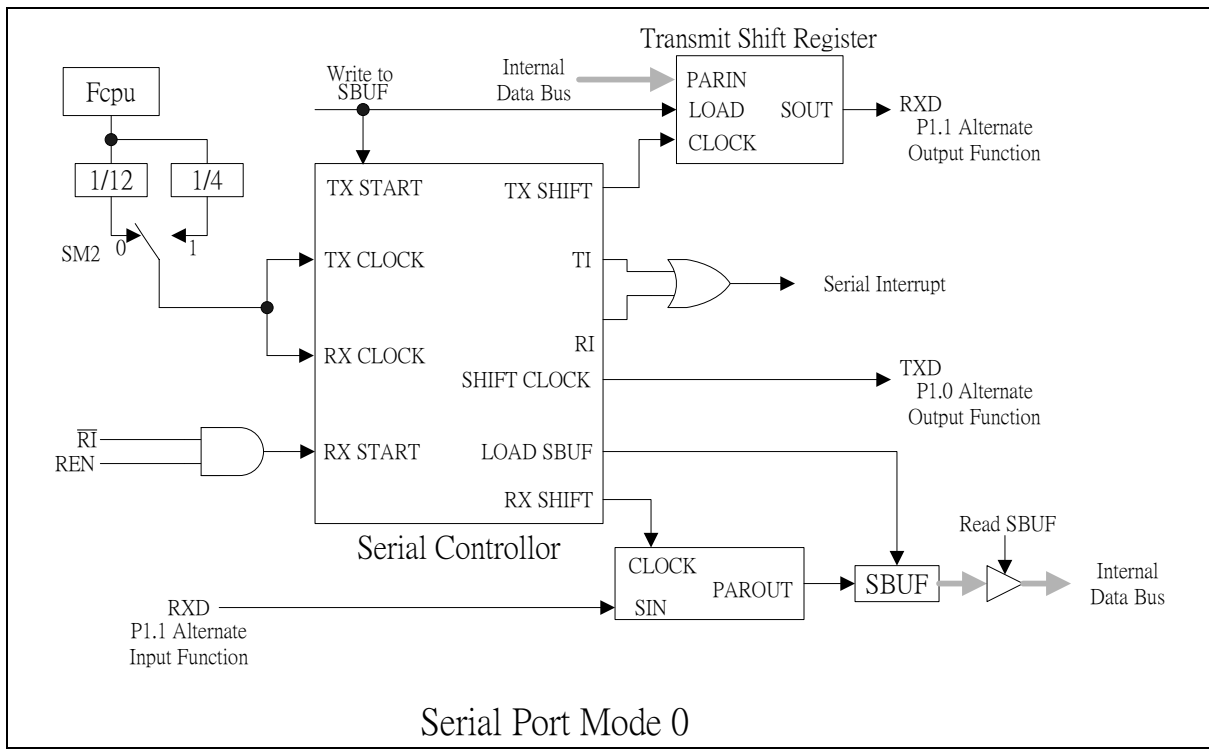 Transmit Shift Register
Fcpu
Write to
SBUF
Internal
Data Bus
PARIN
LOAD
SOUT
CLOCK
RXD
P1.1 Alternate
Output Function
1/12
1/4
SM2
0
1
TX START
TX SHIFT
TX CLOCK
TI
Serial Interrupt
RX CLOCK
RI
SHIFT CLOCK
TXD
P1.0 Alternate
Output Function
RI
REN
RX START
LOAD SBUF
RX SHIFT
Serial Controllor
Read SBUF
CLOCK
PAROUT
SIN
SBUF
Internal
Data Bus
RXD
P1.1 Alternate
Input Function
Serial Port Mode 0